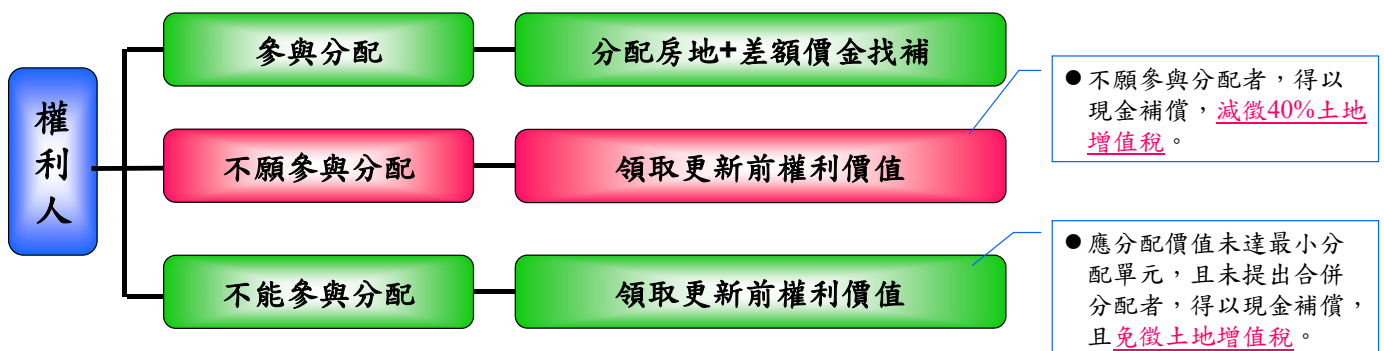 權
利
人
參與分配
分配房地+差額價金找補
不願參與分配
領取更新前權利價值
不能參與分配
領取更新前權利價值
●不願參與分配者，得以
現金補償，減徵40%土地
增值稅。
●應分配價值未達最小分
配單元，且未提出合併
分配者，得以現金補償，
且免徵土地增值稅。